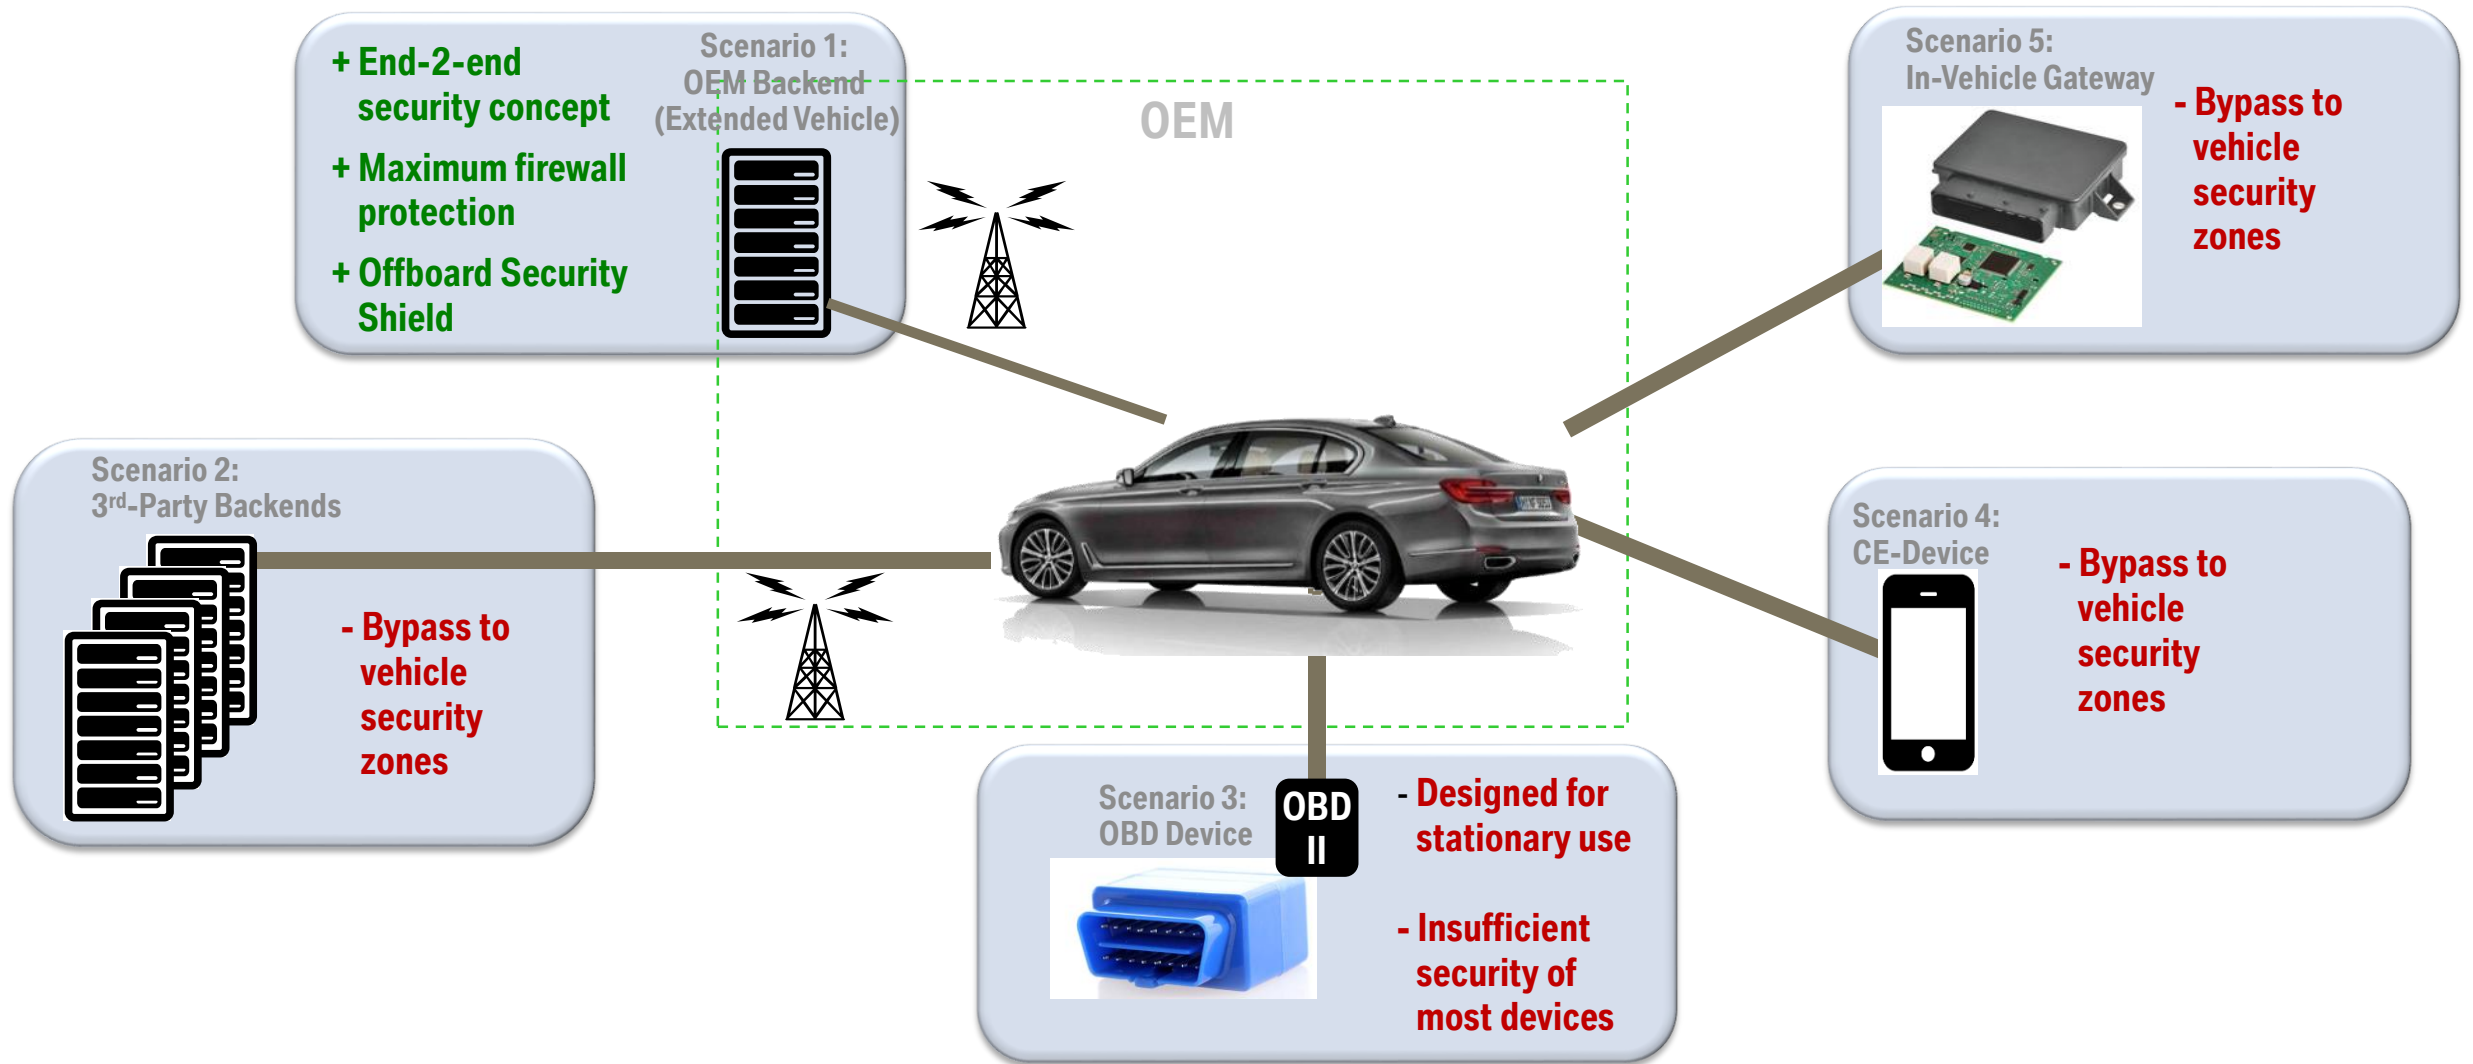 + End-2-end
security concept
+ Maximum firewall
protection
+ Offboard Security
Shield
Scenario 1:
OEM Backend
(Extended Vehicle)
OEM
Scenario 5:
In-Vehicle Gateway
- Bypass to
vehicle
security
zones
Scenario 2:
3rd-Party Backends
- Bypass to
vehicle
security
zones
Scenario 4:
CE-Device
- Bypass to
vehicle
security
zones
Scenario 3:
OBD Device
OBD
II
- Designed for
stationary use
- Insufficient
security of
most devices